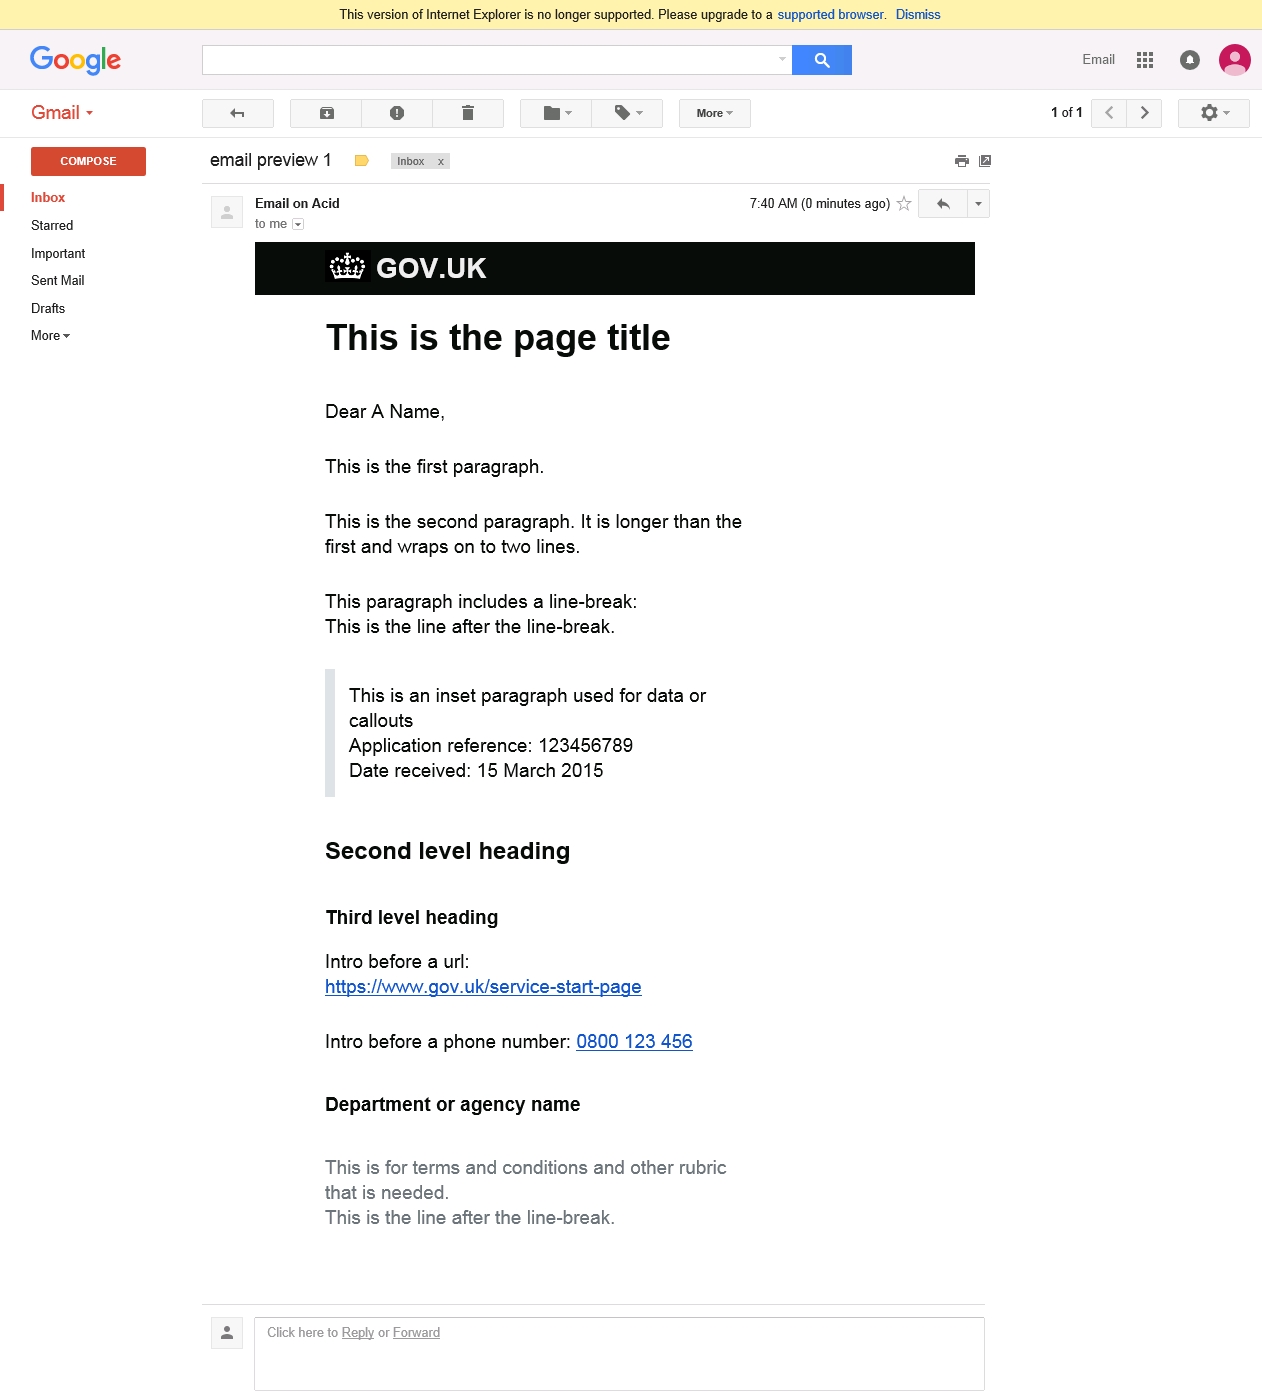 This version of Internet Explorer is no longer supported. Please upgrade to a supported browser. Dismiss
Google
Email
Gmail
More
1 of 1
COMPOSE
email preview 1
Inbox x
Inbox
Starred
Important
Sent Mail
Drafts
More
Email on Acid
7:40 AM (0 minutes ago)
to me
GOV.UK
This is the page title
Dear A Name,
This is the first paragraph.
This is the second paragraph. It is longer than the
first and wraps on to two lines.
This paragraph includes a line-break:
This is the line after the line-break.
This is an inset paragraph used for data or
callouts
Application reference: 123456789
Date received: 15 March 2015
Second level heading
Third level heading
Intro before a url:
https://www.gov.uk/service-start-page
Intro before a phone number: 0800 123 456
Department or agency name
This is for terms and conditions and other rubric
that is needed.
This is the line after the line-break.
Click here to Reply or Forward